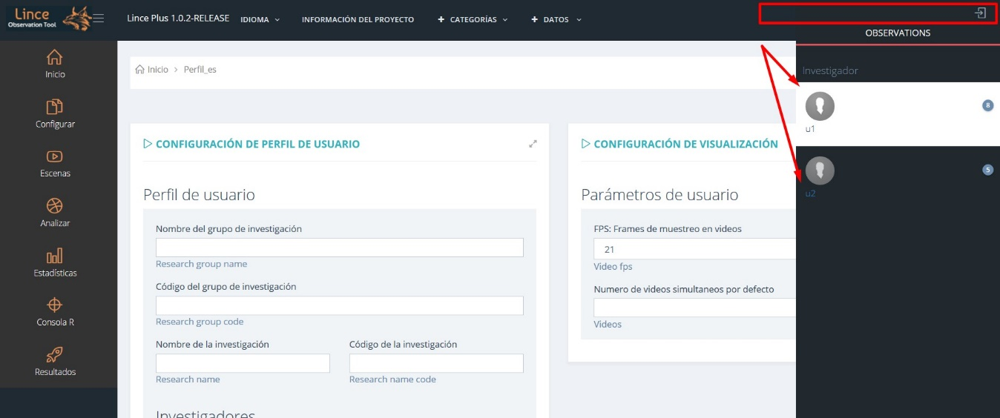 Lince
Observation Tool
Lince Plus 1.0.2-RELEASE
IDIOMA
INFORMACIÓN DEL PROYECTO
+ CATEGORÍAS
+ DATOS
OBSERVATIONS
Inicio
Configurar
Escenas
Analizar
Estadísticas
Consola R
Resultados
Inicio > Perfil_es
CONFIGURACIÓN DE PERFIL DE USUARIO
Perfil de usuario
Nombre del grupo de investigación
Research group name
Código del grupo de investigación
Research group code
Nombre de la investigación
Research name
Código de la investigación
Research name code
Investigadores
CONFIGURACIÓN DE VISUALIZACIÓN
Parámetros de usuario
FPS: Frames de muestreo en videos
21
Video fps
Numero de videos simultaneos por defecto
Videos
Investigador
8
u1
5
u2